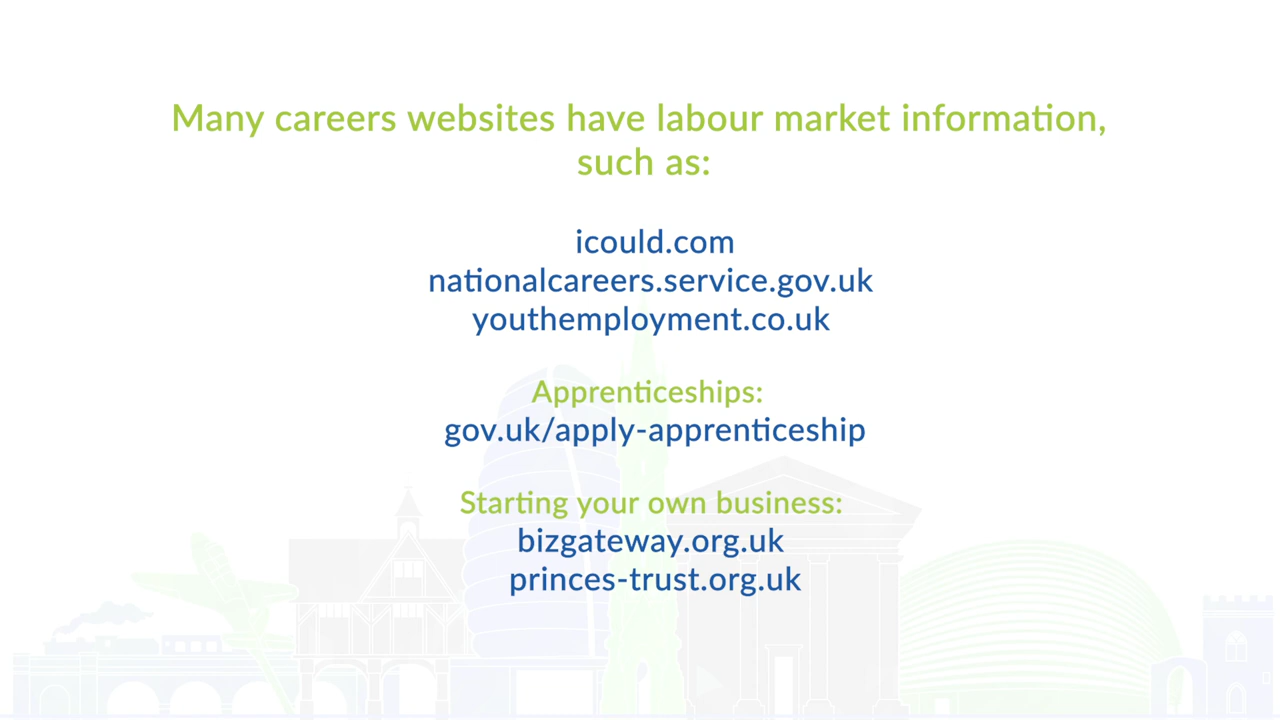 Many careers websites have labour market information,
such as:
icould.com
nationalcareers.service.gov.uk
youthemployment.co.uk
Apprenticeships:
gov.uk/apply-apprenticeship
Starting your own business:
bizgateway.org.uk
princes-trust.org.uk